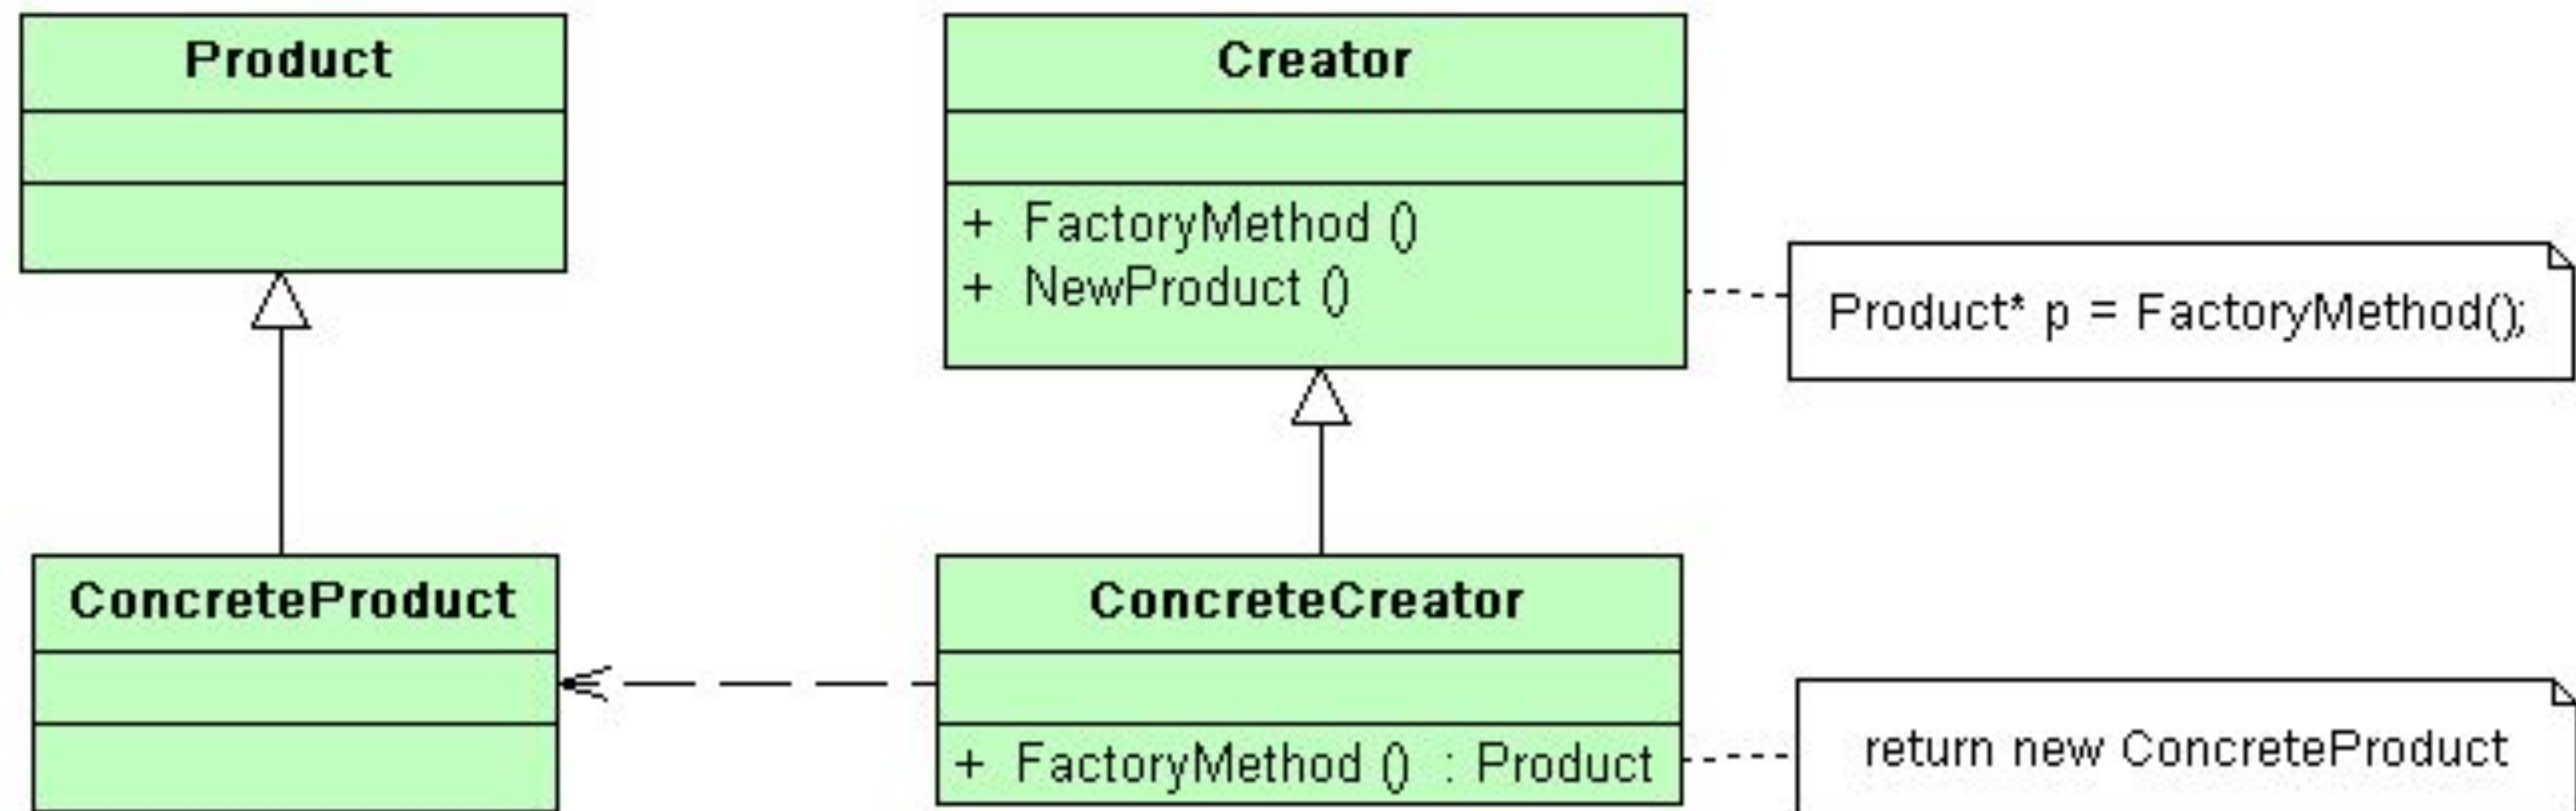 Product
Creator
+ FactoryMethod ()
+ NewProduct ()
Product* p = FactoryMethod();
ConcreteProduct
ConcreteCreator
+ FactoryMethod () : Product
return new ConcreteProduct